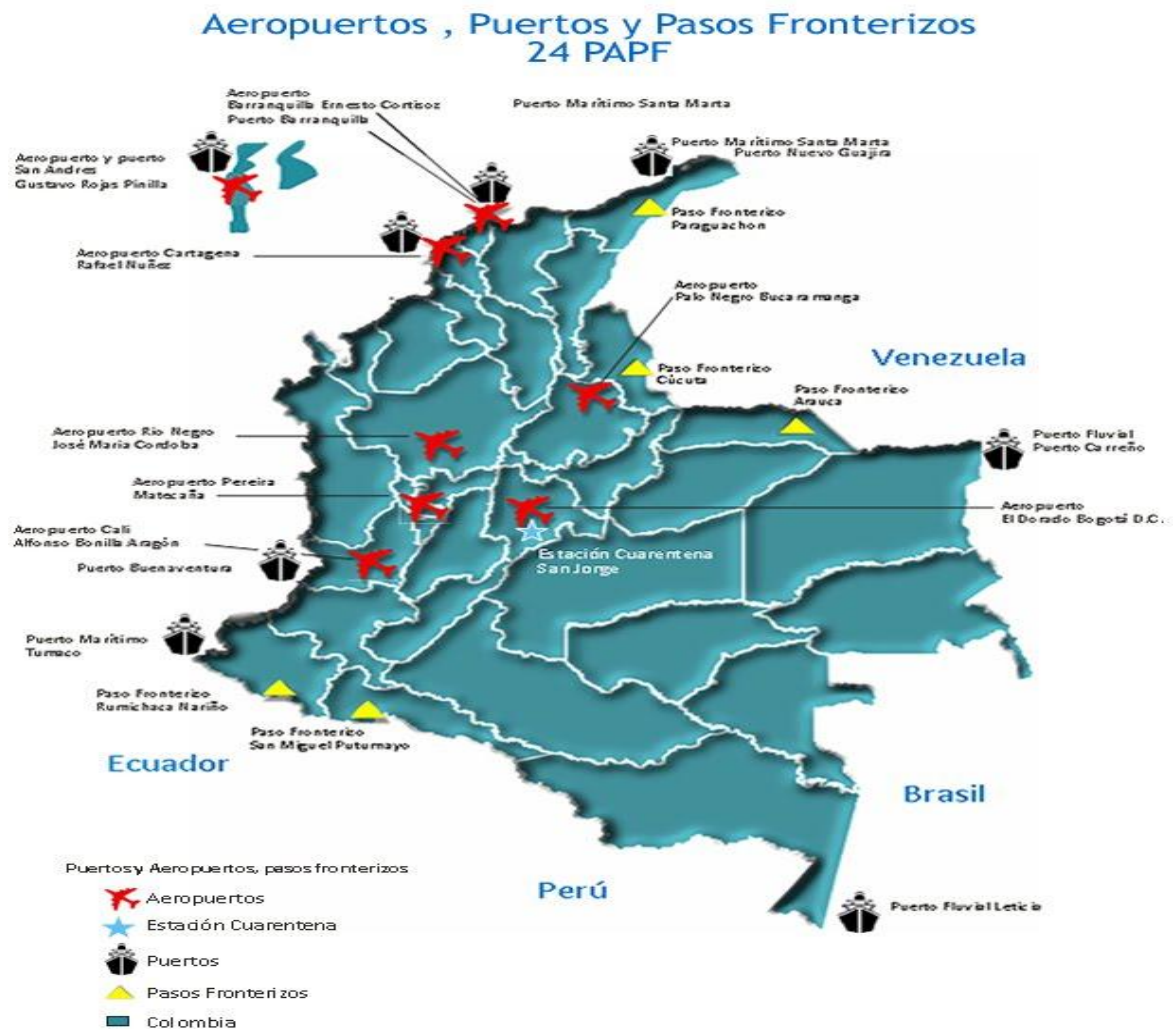 Aeropuertos , Puertos y Pasos Fronterizos
24 PAPF
Aeropuerto
Barranquilla Ernesto Cortisoz
Puerto Barranquilla
Puerto Marítimo Santa Marta
Puerto Marítimo Santa Marta
Puerto Nuevo Guajira
Aeropuerto y puerto
San Andres
Gustavo Rojas Pinilla
Paso Fronterizo
Paraguachon
Aeropuerto Cartagena
Rafael Nuñez
Aeropuerto
Palo Negro Bucaramanga
Venezuela
Paso Fronterizo
Cúcuta
Paso Fronterizo
Arauca
Aeropuerto Rio Negro
José Maria Cordoba
Puerto Fluvial
Puerto Carreño
Aeropuerto Pereira
Matecaña
Aeropuerto
El Dorado Bogotá D.C.
Aeropuerto Cali
Alfonso Bonilla Aragón
Puerto Buenaventura
Estación Cuarentena
San Jorge
Puerto Marítimo
Tumaco
Paso Fronterizo
Rumichaca Nariño
Paso Fronterizo
San Miguel Putumayo
Ecuador
Brasil
Perú
Puerto Fluvial Leticia
Puertos y Aeropuertos, pasos fronterizos
Aeropuertos
Estación Cuarentena
Puertos
Pasos Fronterizos
Colombia